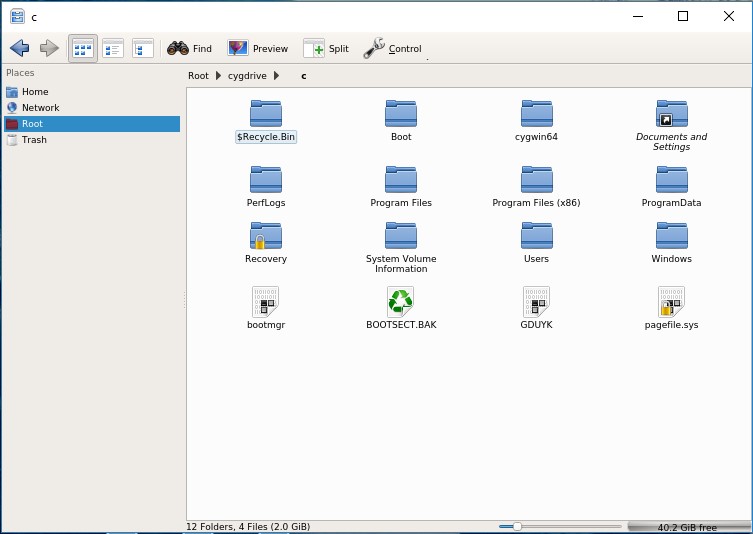 c
Find
Preview
Split
Control
Places
Root cygdrive c
Home
Network
Root
Trash
$Recycle.Bin
Boot
cygwin64
Documents and
Settings
PerfLogs
Program Files
Program Files (x86)
ProgramData
Recovery
System Volume
Information
Users
Windows
bootmgr
BOOTSECT.BAK
GDUYK
pagefile.sys
12 Folders, 4 Files (2.0 GiB)
40.2 GiB free